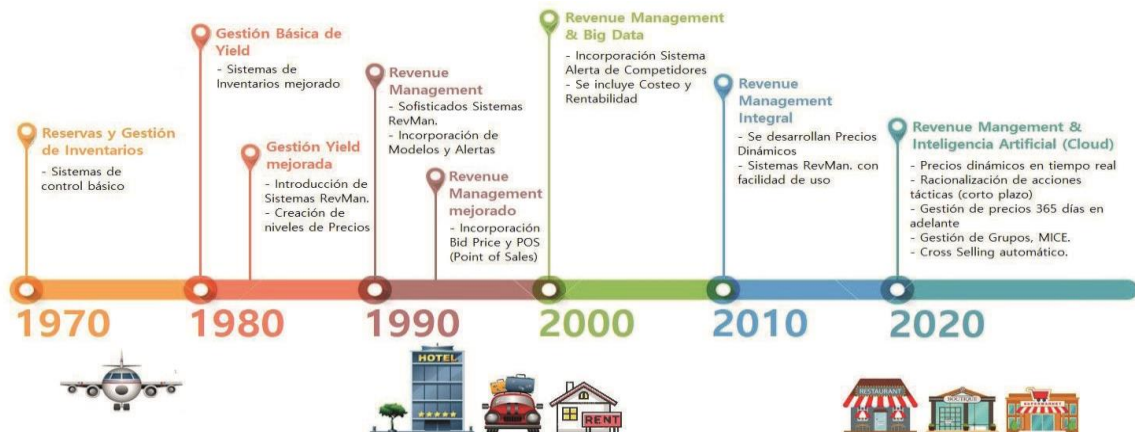 Reservas y Gestión
de Inventarios
- Sistemas de
control básico
Gestión Básica de
Yield
- Sistemas de
Inventarios mejorado
Gestión Yield
mejorada
- Introducción de
Sistemas RevMan.
- Creación de
niveles de Precios
Revenue
Management
- Sofisticados Sistemas
RevMan.
- Incorporación de
Modelos y Alertas
Revenue
Management
mejorado
- Incorporación
Bid Price y POS
(Point of Sales)
Revenue Management
& Big Data
- Incorporación Sistema
Alerta de Competidores
- Se incluye Costeo y
Rentabilidad
Revenue
Management
Integral
- Se desarrollan Precios
Dinámicos
- Sistemas RevMan. con
facilidad de uso
Revenue Mangement &
Inteligencia Artificial (Cloud)
- Precios dinámicos en tiempo real
- Racionalización de acciones
tácticas (corto plazo)
- Gestión de precios 365 días en
adelante
- Gestión de Grupos, MICE.
- Cross Selling automático.
1970
1980
1990
2000
2010
2020
HOTEL
RENT
RESTAURANT
BOUTIQUE
SUPERMARKET